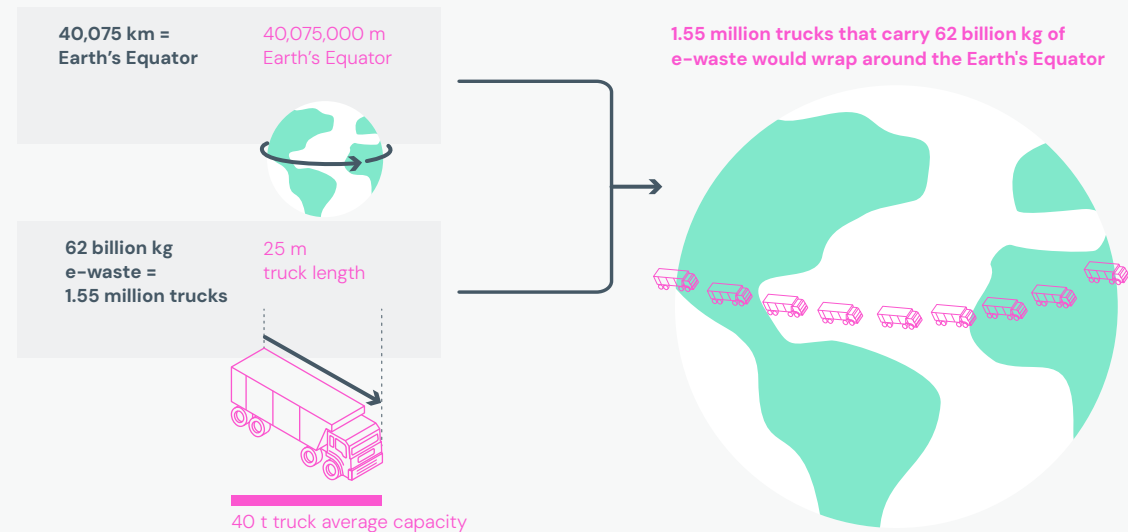 40,075 km =
Earth's Equator
40,075,000 m
Earth's Equator
62 billion kg
e-waste =
1.55 million trucks
25 m
truck length
40 t truck average capacity
1.55 million trucks that carry 62 billion kg of
e-waste would wrap around the Earth's Equator